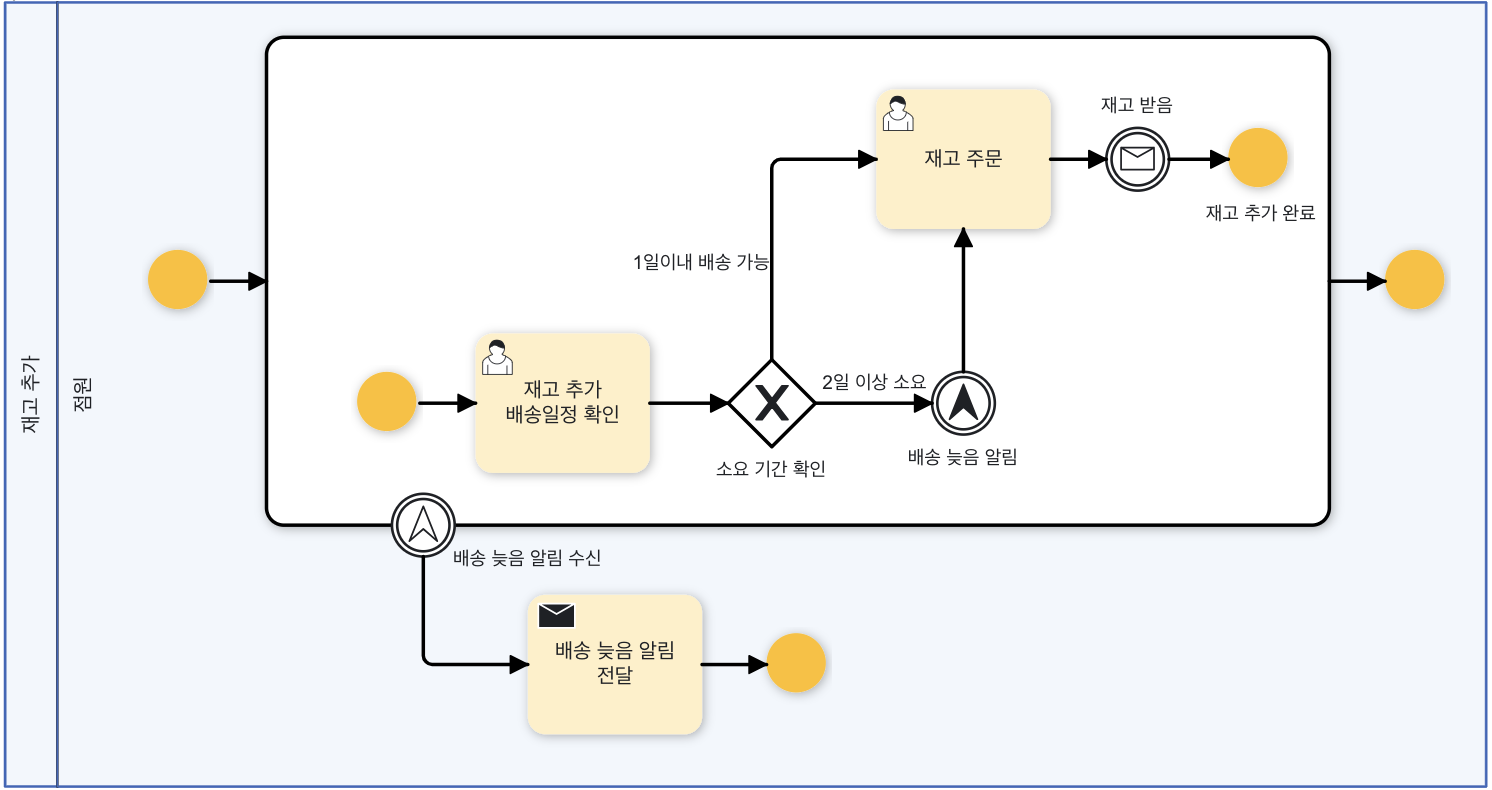 재고 추가
점원
재고 받음
재고 주문
재고 추가 완료
1일이내 배송 가능
재고 추가
배송일정 확인
2일 이상 소요
소요 기간 확인
배송 늦음 알림
배송 늦음 알림 수신
배송 늦음 알림
전달